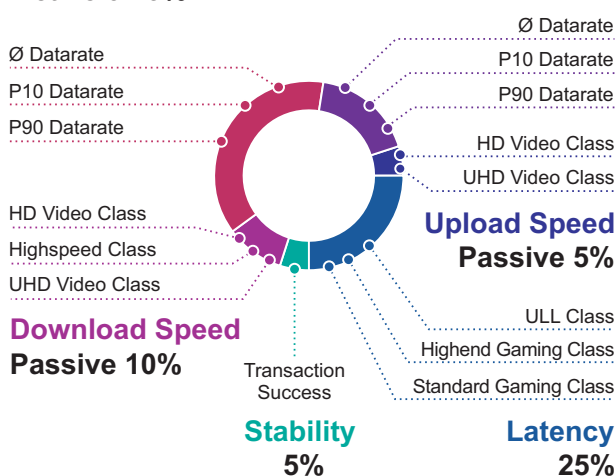 Ø Datarate
P10 Datarate
P90 Datarate
HD Video Class
Highspeed Class
UHD Video Class
Download Speed
Passive 10%
Ø Datarate
P10 Datarate
P90 Datarate
HD Video Class
UHD Video Class
Upload Speed
Passive 5%
ULL Class
Highend Gaming Class
Standard Gaming Class
Latency
25%
Transaction
Success
Stability
5%